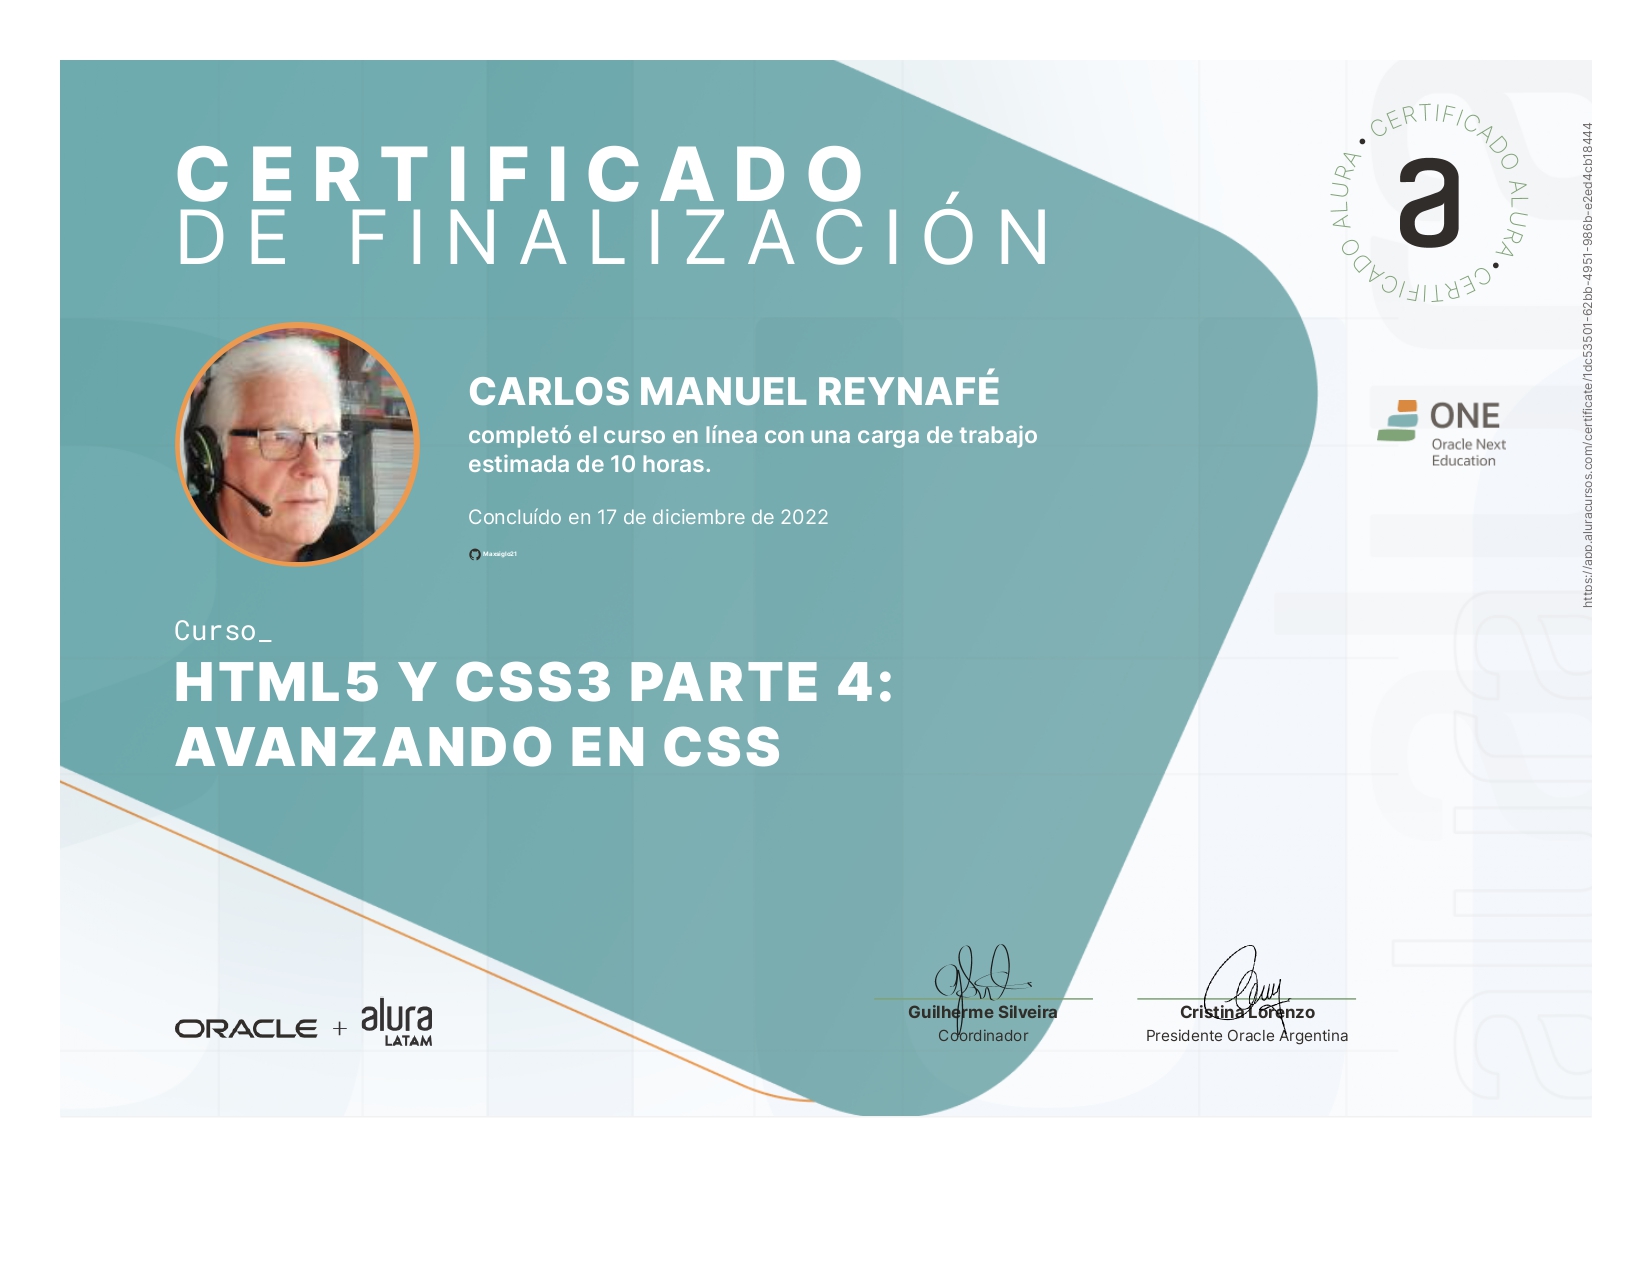 CERTIFICADO
DE FINALIZACIÓN
CERTIFICADO ALURA • CERTIFICADO ALURA •
a
CARLOS MANUEL REYNAFÉ
completó el curso en línea con una carga de trabajo
estimada de 10 horas.
Concluído en 17 de diciembre de 2022
Maxsiglo21
ONE
Oracle Next
Education
https://app.aluracursos.com/certificate/1dc53501-62bb-4951-986b-e2ed4cb18444
Curso_
HTML5 Y CSS3 PARTE 4:
AVANZANDO EN CSS
ORACLE + alura
LATAM
Guilherme Silveira
Coordinador
Cristina Lorenzo
Presidente Oracle Argentina
alura